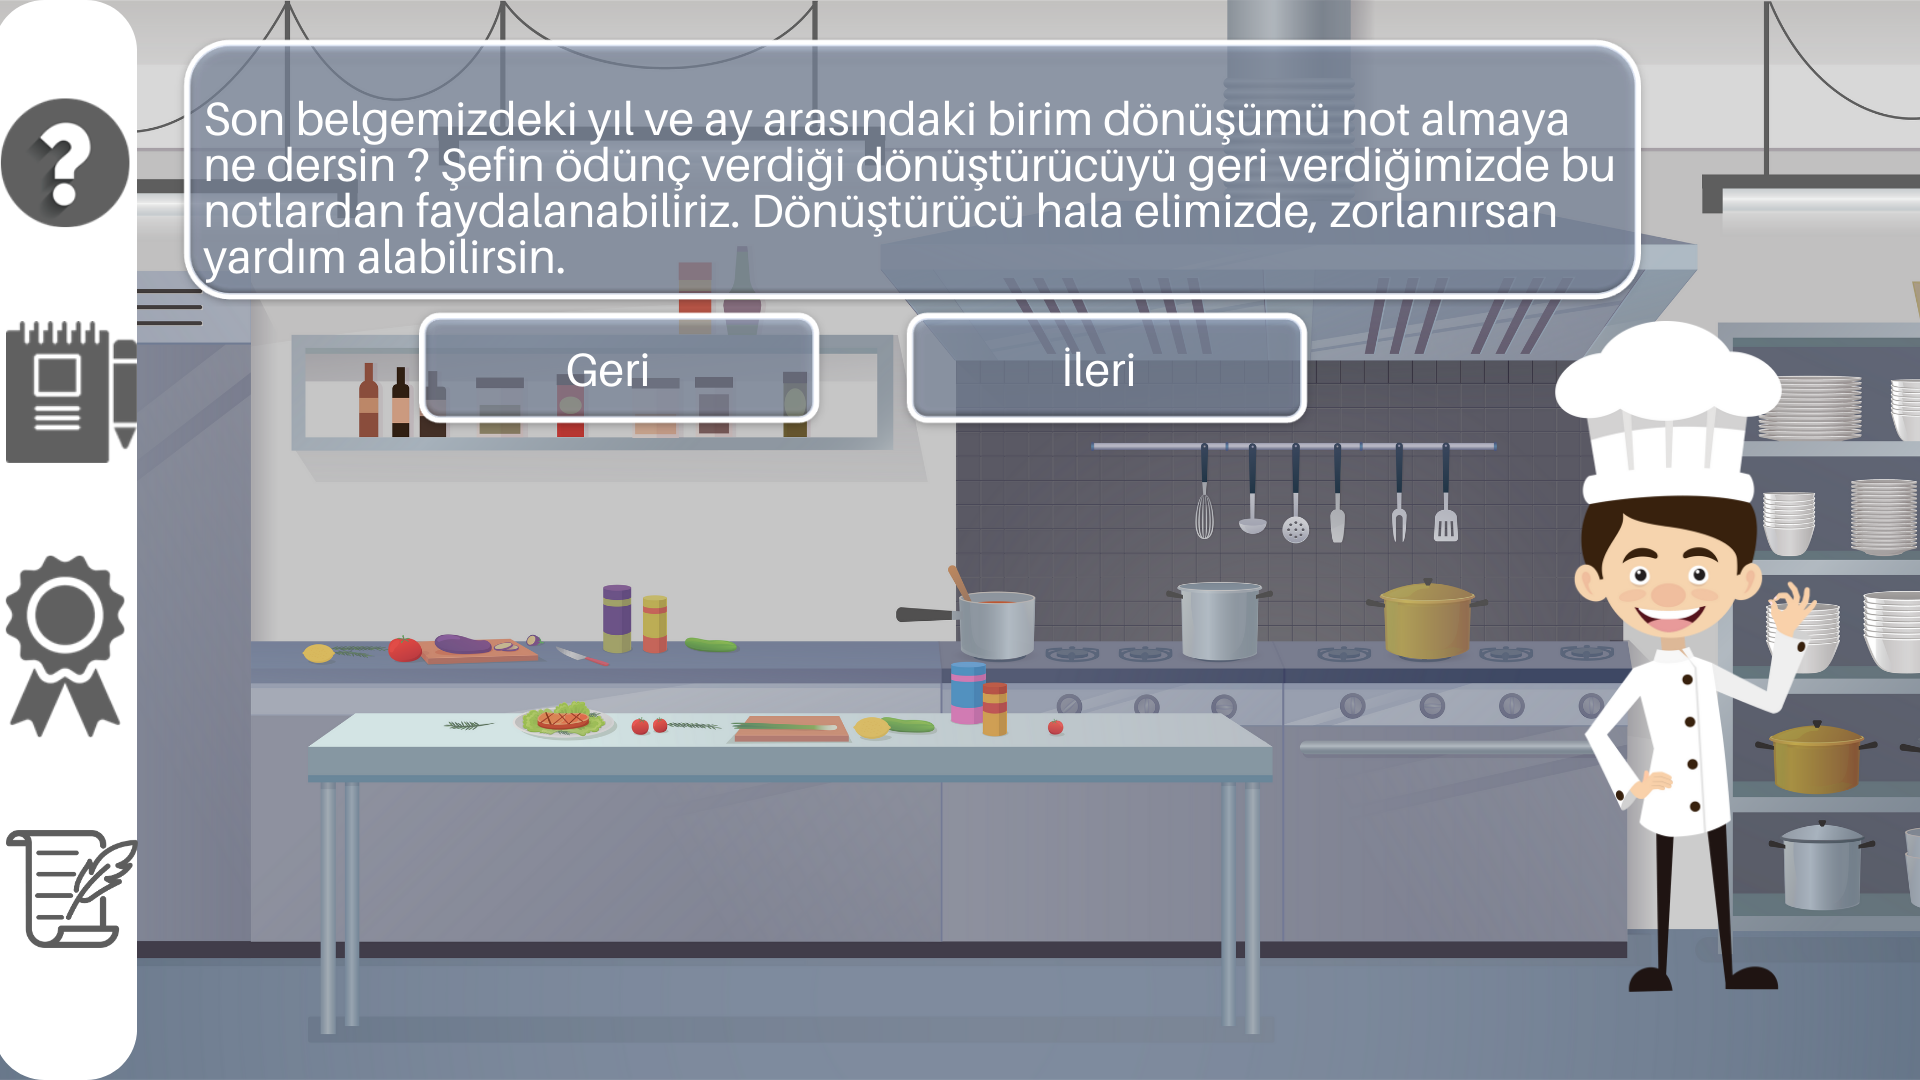 Son belgemizdeki yıl ve ay arasındaki birim dönüşümü not almaya
ne dersin ? Şefin ödünç verdiği dönüştürücüyü geri verdiğimizde bu
notlardan faydalanabiliriz. Dönüştürücü hala elimizde, zorlanırsan
yardım alabilirsin.
Geri
İleri